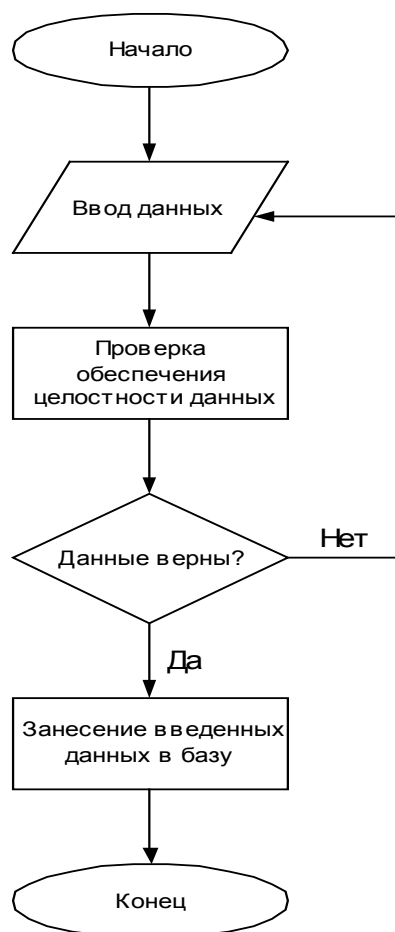 Начало
Ввод данных
Проверка
обеспечения
целостности данных
Данные верны?
Нет
Да
Занесение введенных
данных в базу
Конец